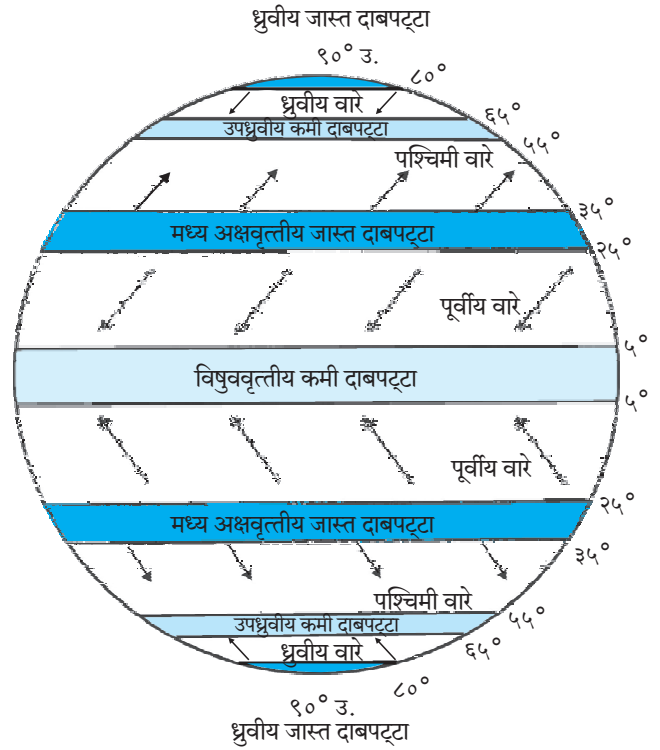 ध्रुवीय जास्त दाबपट्टा
९०° उ.
८०°
ध्रुवीय वारे
६५°
उपध्रुवीय कमी दाबपट्टा
५५°
पश्चिमी वारे
३५°
मध्य अक्षवृत्तीय जास्त दाबपट्टा
२५°
पूर्वीय वारे
५°
विषुववृत्तीय कमी दाबपट्टा
५°
पूर्वीय वारे
२५°
मध्य अक्षवृत्तीय जास्त दाबपट्टा
३५°
पश्चिमी वारे
५५°
उपध्रुवीय कमी दाबपट्टा
६५°
ध्रुवीय वारे
८०°
९०° उ.
ध्रुवीय जास्त दाबपट्टा